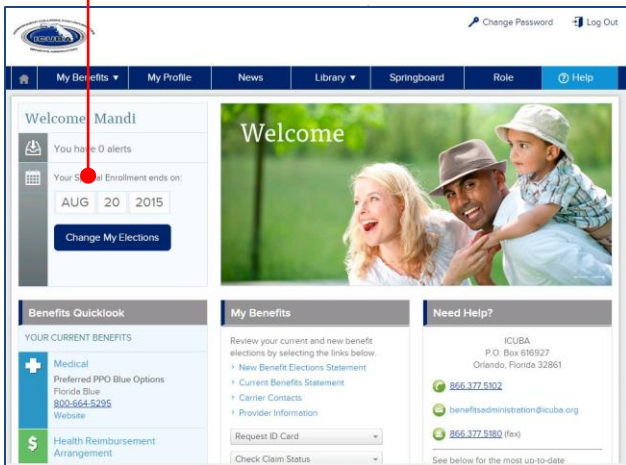 ICUBA
Change Password
Log Out
My Benefits
My Profile
News
Library
Springboard
Role
Help
Welcome, Mandi
You have 0 alerts
Your Special Enrollment ends on:
AUG 20 2015
Change My Elections
Welcome
Benefits Quicklook
YOUR CURRENT BENEFITS
Medical
Preferred PPO Blue Options
Florida Blue
800-664-5295
Website
Health Reimbursement
Arrangement
My Benefits
Review your current and new benefit
elections by selecting the links below.
New Benefit Elections Statement
Current Benefits Statement
Carrier Contacts
Provider Information
Request ID Card
Check Claim Status
Need Help?
ICUBA
P.O. Box 616927
Orlando, Florida 32861
866.377.5102
benefitsadministration@icuba.org
866.377.5180 (fax)
See below for the most up-to-date